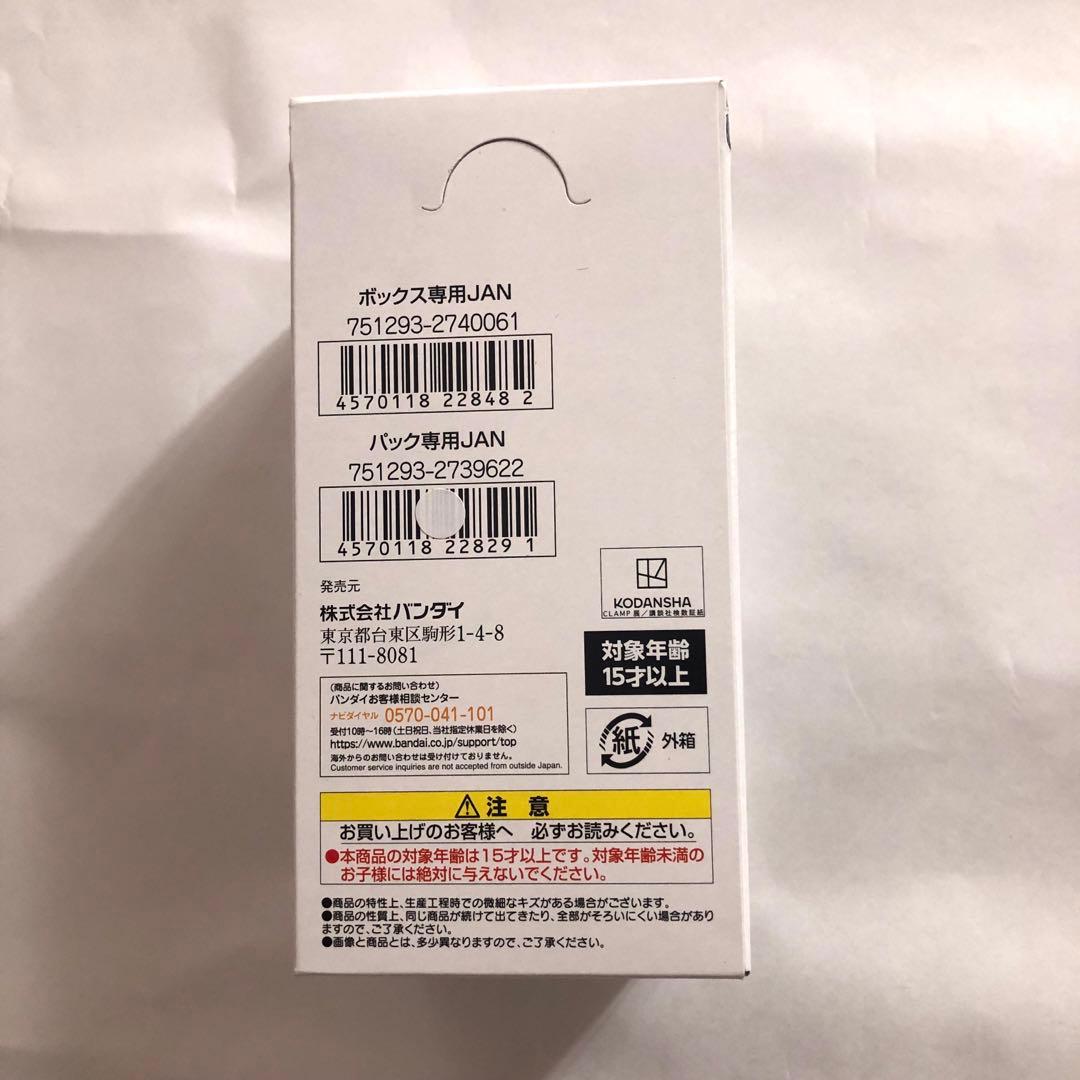 ボックス専用JAN
751293-2740061
4570118 22848 2
パック専用JAN
751293-2739622
4570118 22829 1
発売元
株式会社バンダイ
東京都台東区駒形1-4-8
〒111-8081
(商品に関するお問い合わせ)
バンダイお客様相談センター
ナビダイヤル 0570-041-101
受付10時～16時(土日祝日、当社指定休業日を除く)
https://www.bandai.co.jp/support/top
海外からのお問い合わせは受け付けておりません。
Customer service inquiries are not accepted from outside Japan.
KODANSHA
CLAMP展/講談社検数証紙
対象年齢
15才以上
紙 外箱
注 意
お買い上げのお客様へ 必ずお読みください。
●本商品の対象年齢は15才以上です。対象年齢未満の
お子様には絶対に与えないでください。
●商品の特性上、生産工程時での微細なキズがある場合がございます。
●商品の性質上、同じ商品が続けて出てきたり、全部がそろいにくい場合があり
ますので、ご了承ください。
●画像と商品とは、多少異なりますので、ご了承ください。